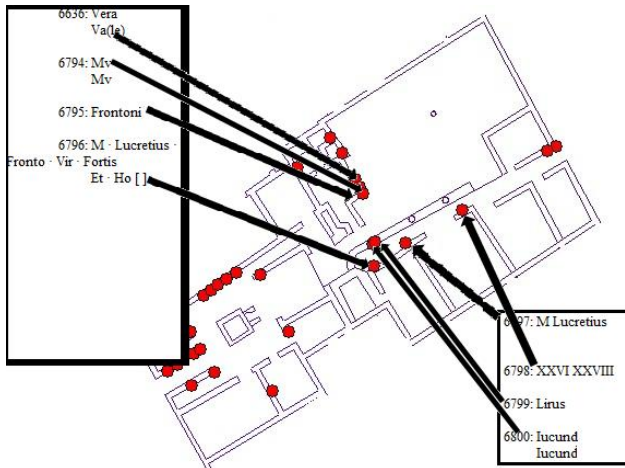 6636: Vera
Va(le)
6794: Mv
Mv
6795: Frontoni
6796: M · Lucretius ·
Fronto · Vir · Fortis
Et · Ho [ ]
6797: M Lucretius
6798: XXVI XXVIII
6799: Lirus
6800: Iucund
Iucund